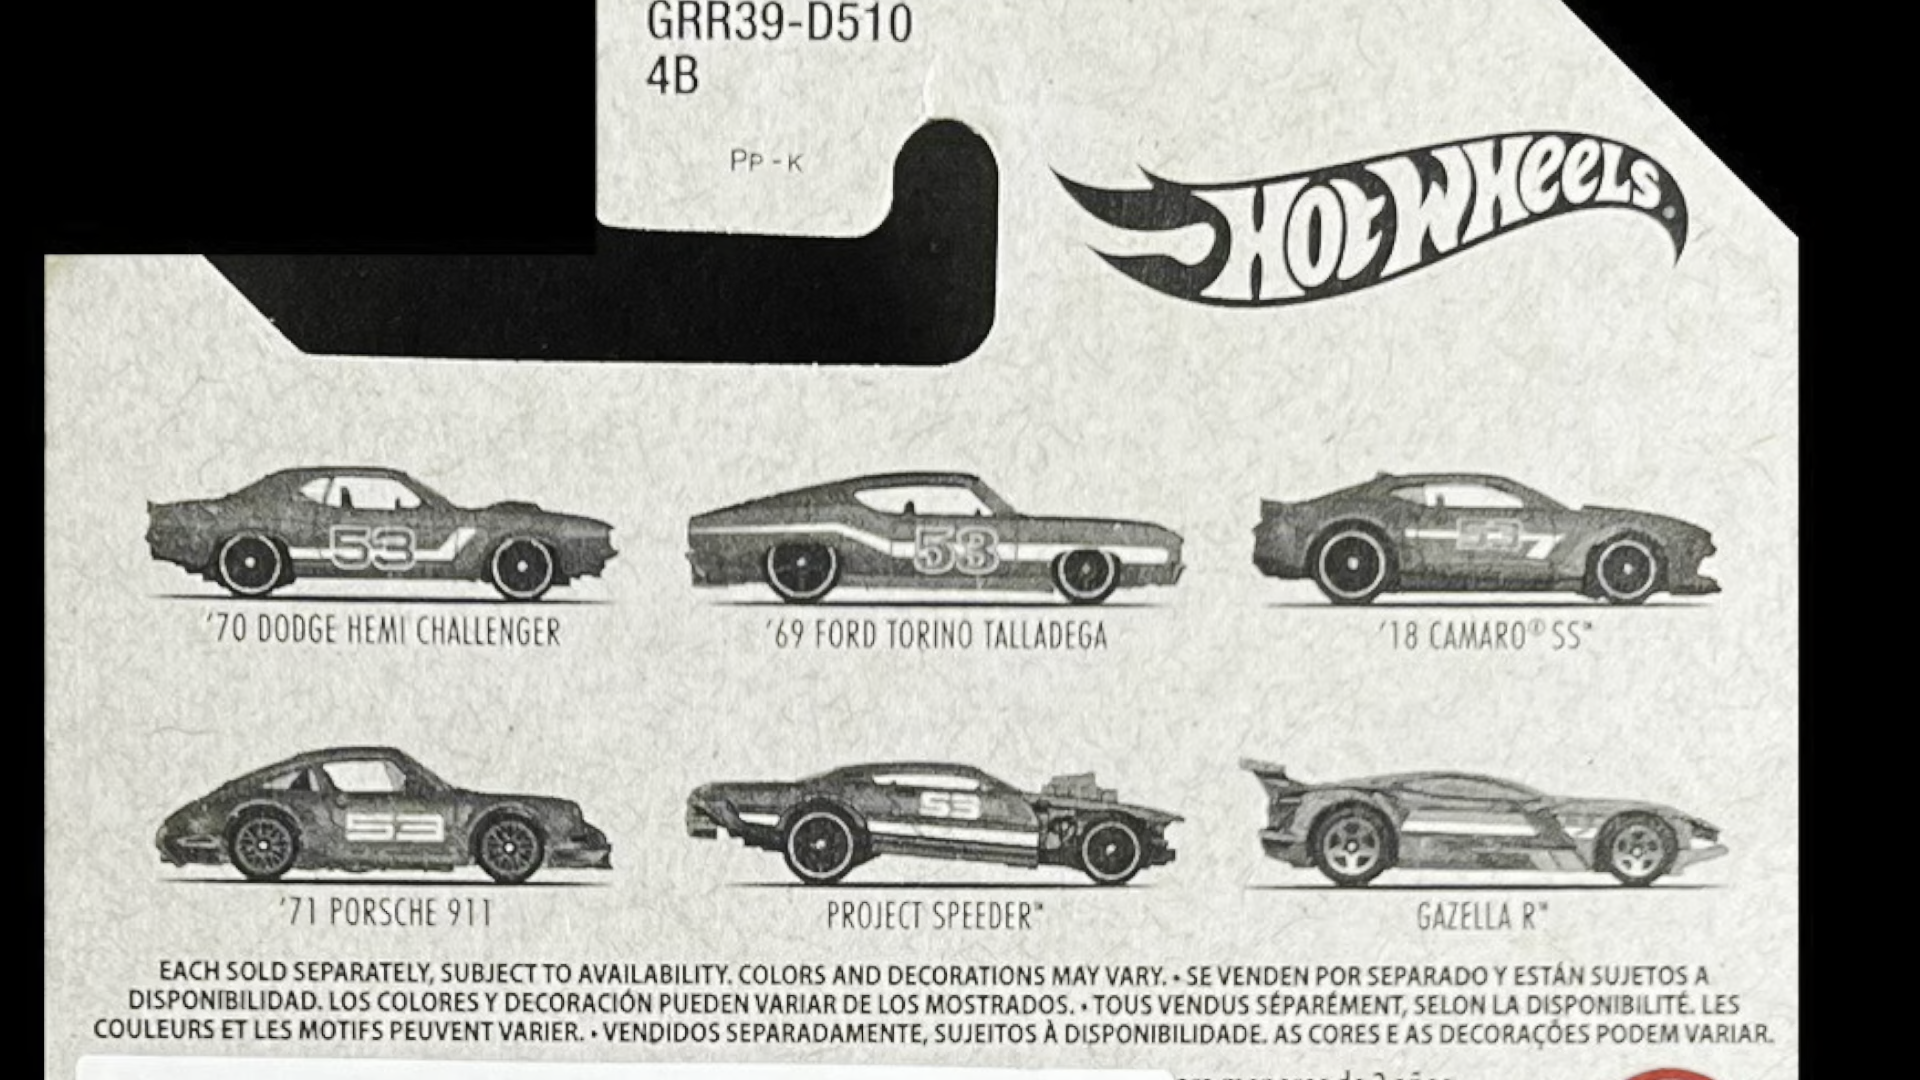 GRR39-D510
4B
PP-K
HOT WHEELS
53
53
53
'70 DODGE HEMI CHALLENGER
'69 FORD TORINO TALLADEGA
'18 CAMARO® SS™
53
53
'71 PORSCHE 911
PROJECT SPEEDER™
GAZELLA R™
EACH SOLD SEPARATELY, SUBJECT TO AVAILABILITY. COLORS AND DECORATIONS MAY VARY. • SE VENDEN POR SEPARADO Y ESTÁN SUJETOS A
DISPONIBILIDAD. LOS COLORES Y DECORACIÓN PUEDEN VARIAR DE LOS MOSTRADOS. • TOUS VENDUS SÉPARÉMENT, SELON LA DISPONIBILITÉ. LES
COULEURS ET LES MOTIFS PEUVENT VARIER. • VENDIDOS SEPARADAMENTE, SUJEITOS À DISPONIBILIDADE. AS CORES E AS DECORAÇÕES PODEM VARIAR.